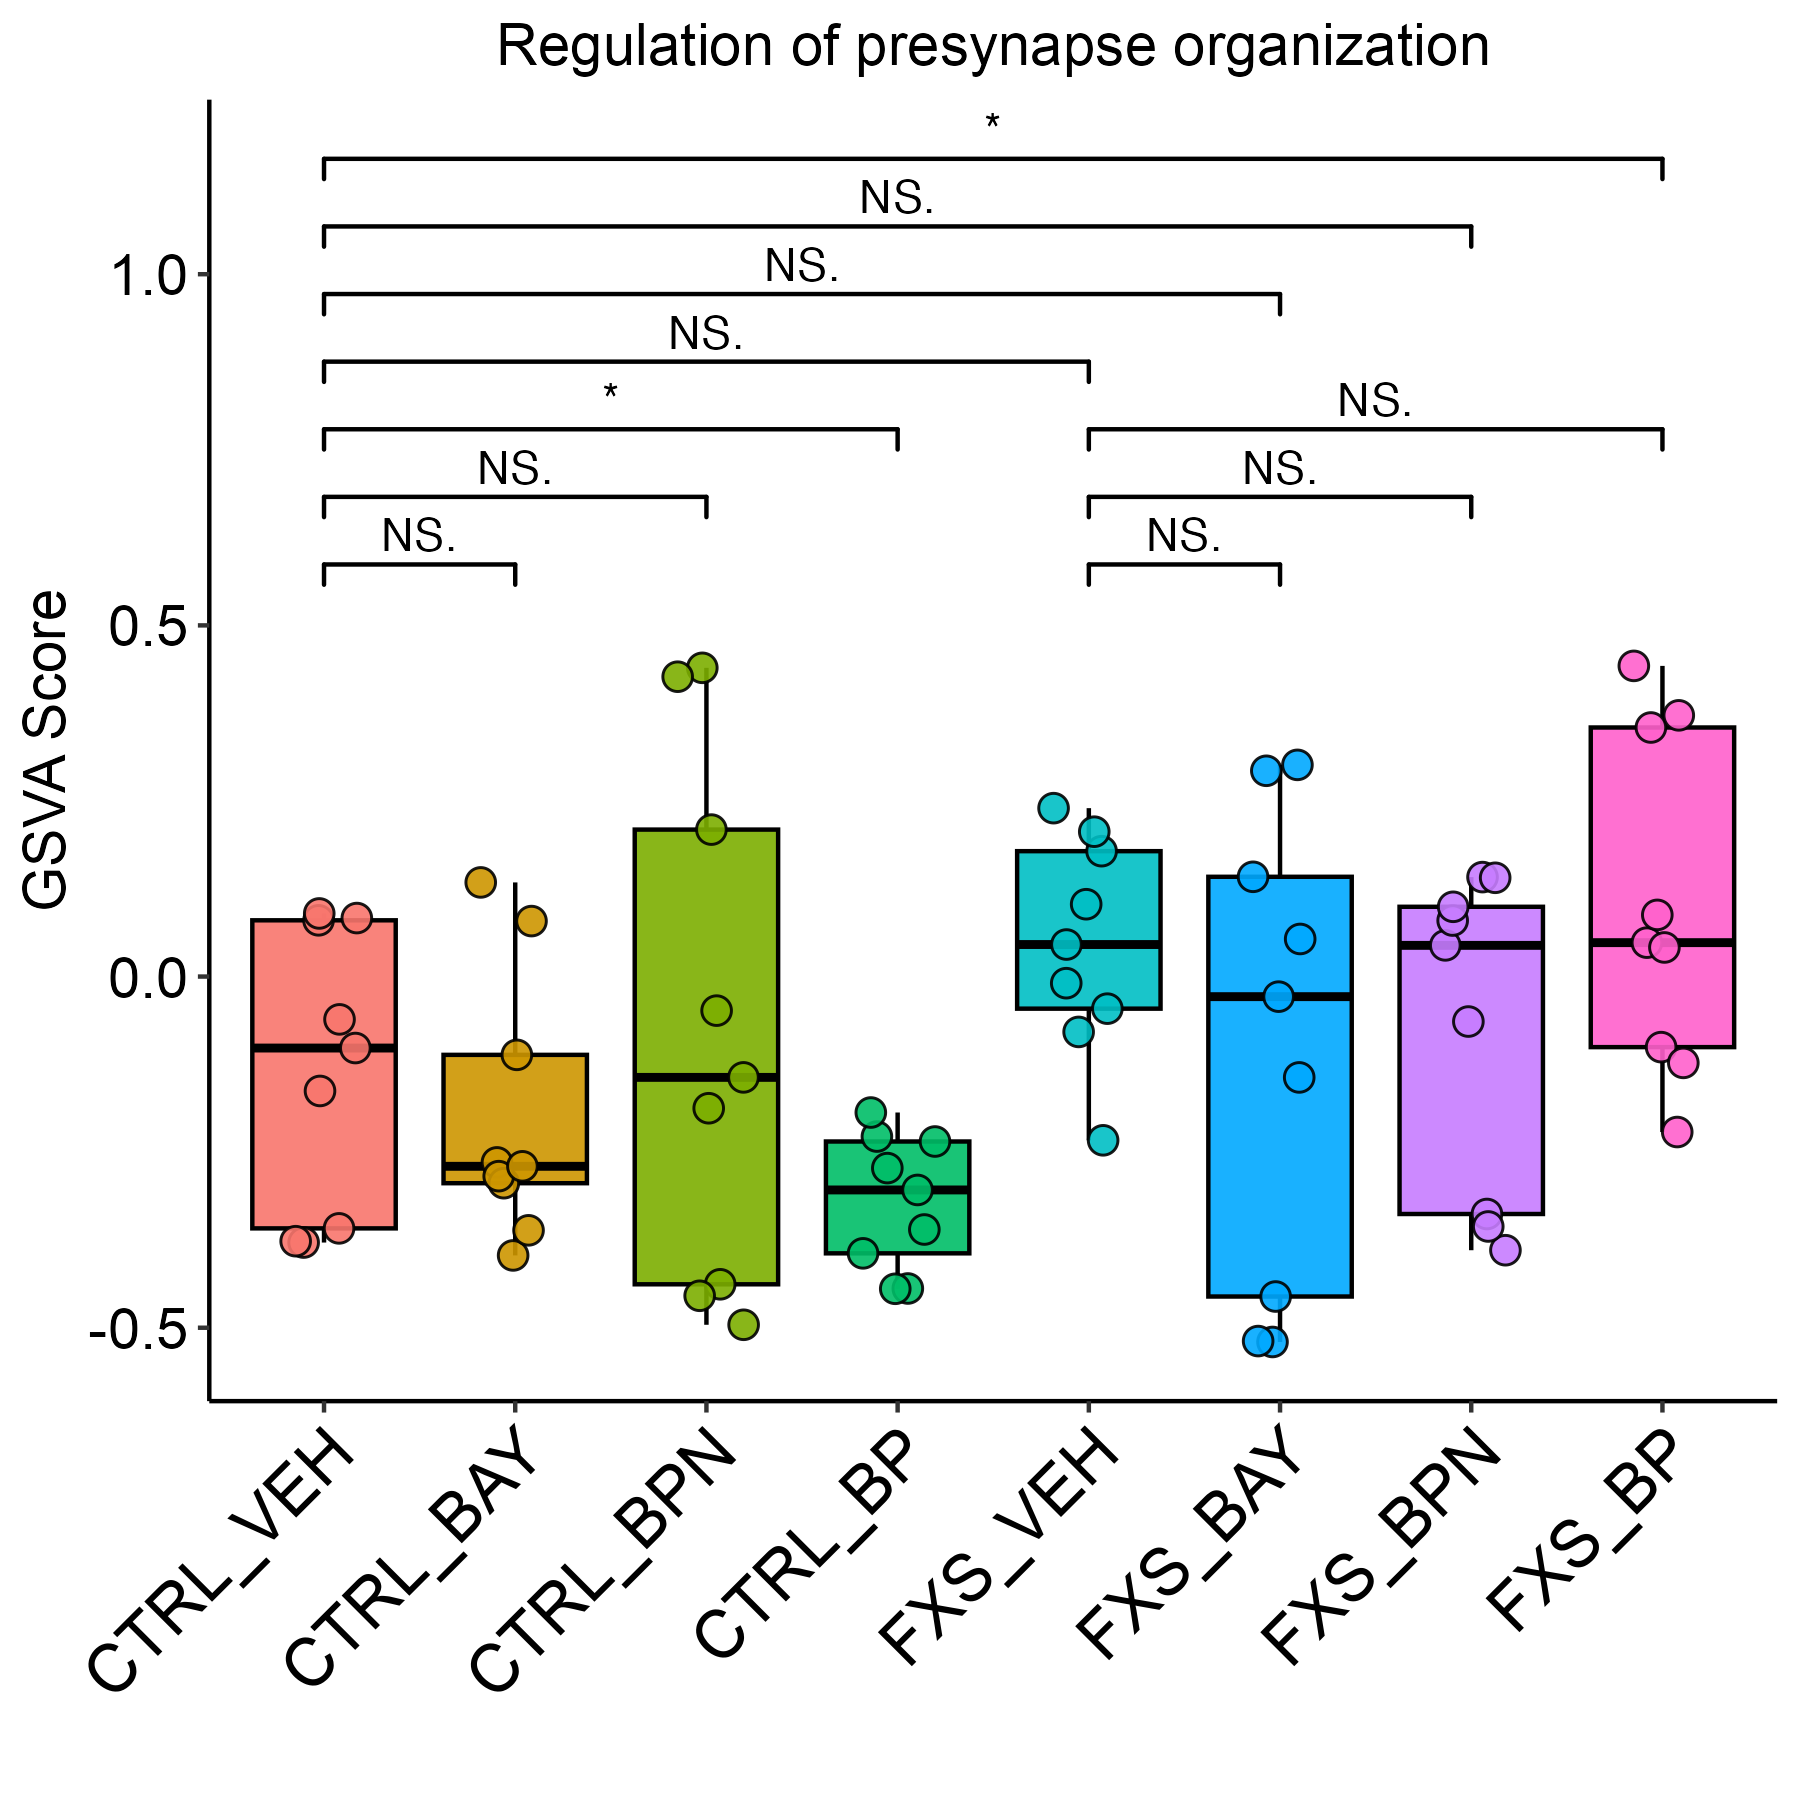 Regulation of presynapse organization
*
NS.
NS.
NS.
* NS.
NS. NS.
NS. NS.
GSVA Score
1.0
0.5
0.0
-0.5
CTRL_VEH
CTRL_BAY
CTRL_BPN
CTRL_BP
FXS_VEH
FXS_BAY
FXS_BPN
FXS_BP